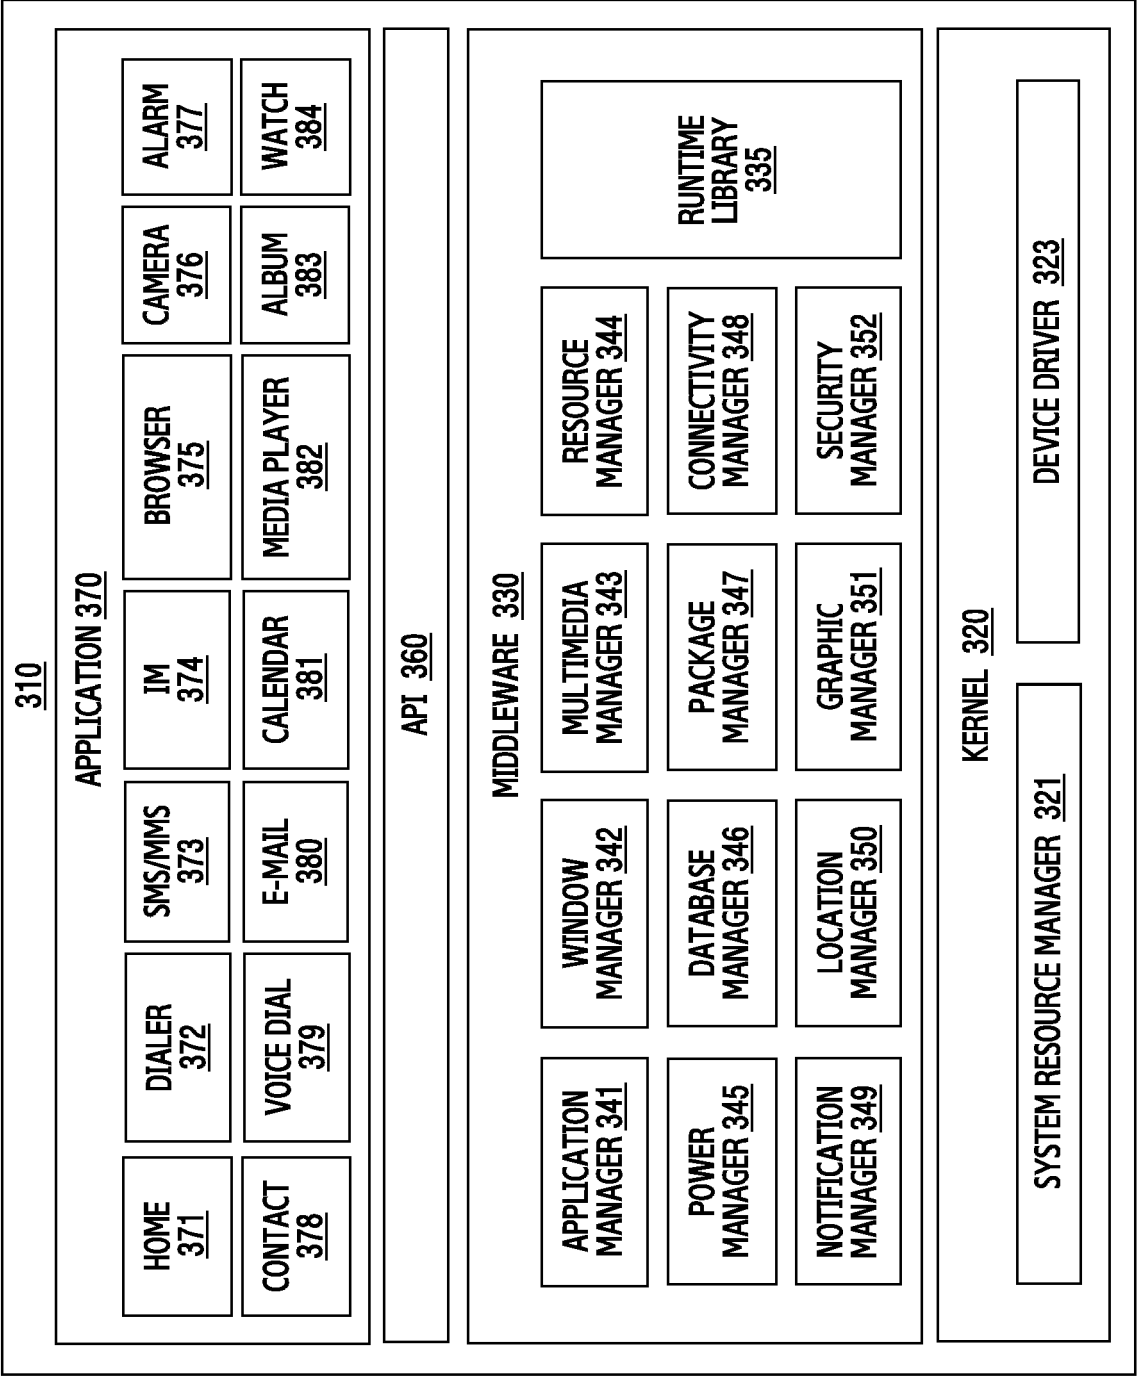 310
APPLICATION 370
HOME
371
DIALER
372
SMS/MMS
373
IM
374
BROWSER
375
CAMERA
376
ALARM
377
CONTACT
378
VOICE DIAL
379
E-MAIL
380
CALENDAR
381
MEDIA PLAYER
382
ALBUM
383
WATCH
384
API 360
MIDDLEWARE 330
APPLICATION
MANAGER 341
WINDOW
MANAGER 342
MULTIMEDIA
MANAGER 343
RESOURCE
MANAGER 344
POWER
MANAGER 345
DATABASE
MANAGER 346
PACKAGE
MANAGER 347
CONNECTIVITY
MANAGER 348
NOTIFICATION
MANAGER 349
LOCATION
MANAGER 350
GRAPHIC
MANAGER 351
SECURITY
MANAGER 352
RUNTIME
LIBRARY
335
KERNEL 320
SYSTEM RESOURCE MANAGER 321
DEVICE DRIVER 323